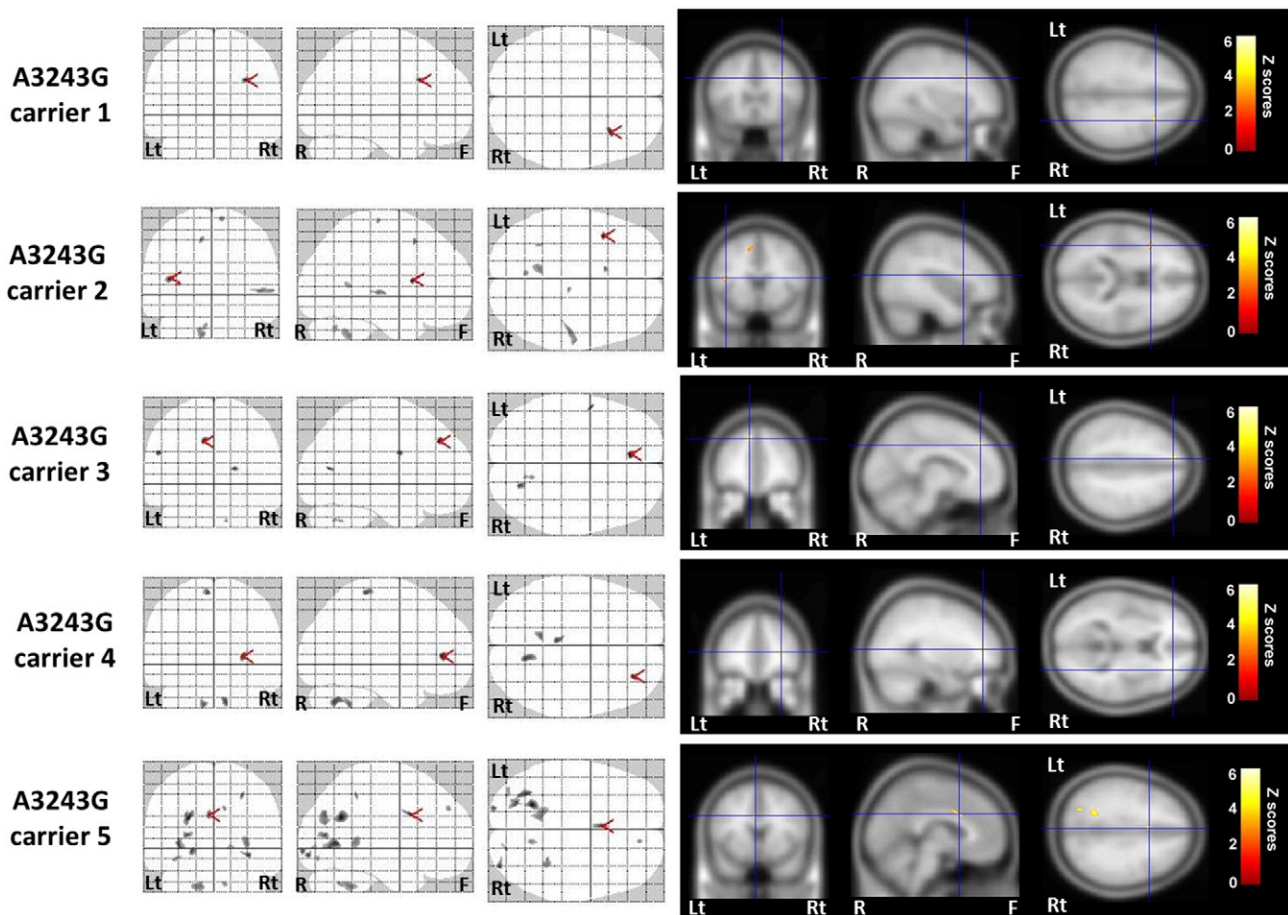 A3243G
carrier 1
Lt Rt
R F
Lt
Rt
Lt Rt
R F
Lt
Rt
6
4
2
0
Z scores
A3243G
carrier 2
Lt Rt
R F
Lt
Rt
Lt Rt
R F
Lt
Rt
6
4
2
0
Z scores
A3243G
carrier 3
Lt Rt
R F
Lt
Rt
Lt Rt
R F
Lt
Rt
6
4
2
0
Z scores
A3243G
carrier 4
Lt Rt
R F
Lt
Rt
Lt Rt
R F
Lt
Rt
6
4
2
0
Z scores
A3243G
carrier 5
Lt Rt
R F
Lt
Rt
Lt Rt
R F
Lt
Rt
6
4
2
0
Z scores